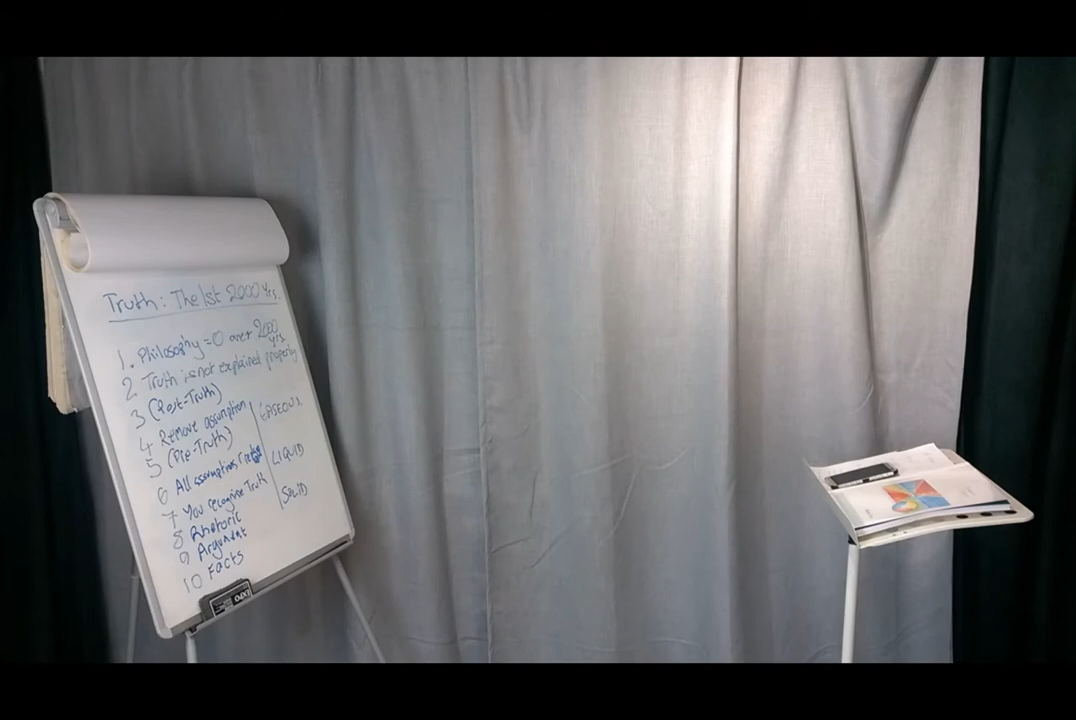 Truth: The 1st 2000 Yrs.
1. Philosophy = 0 over 2000 yrs.
2 Truth is not explained properly
3 (Post-Truth)
4 Remove assumption
5 (Pre-Truth)
6 All assumptions
7 You recognise Truth
8 Rhetoric
9 Argument
10 Facts
GASEOUS
LIQUID
SOLID